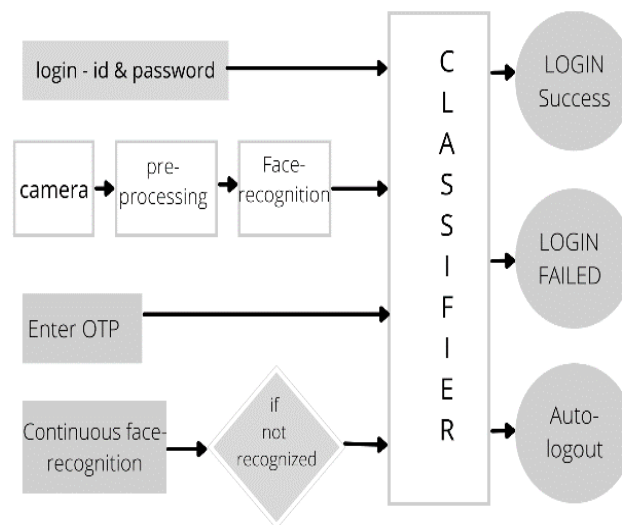 login - id & password
camera
pre-
processing
Face-
recognition
Enter OTP
Continuous face-
recognition
if
not
recognized
C
L
A
S
S
I
F
I
E
R
LOGIN
Success
LOGIN
FAILED
Auto-
logout